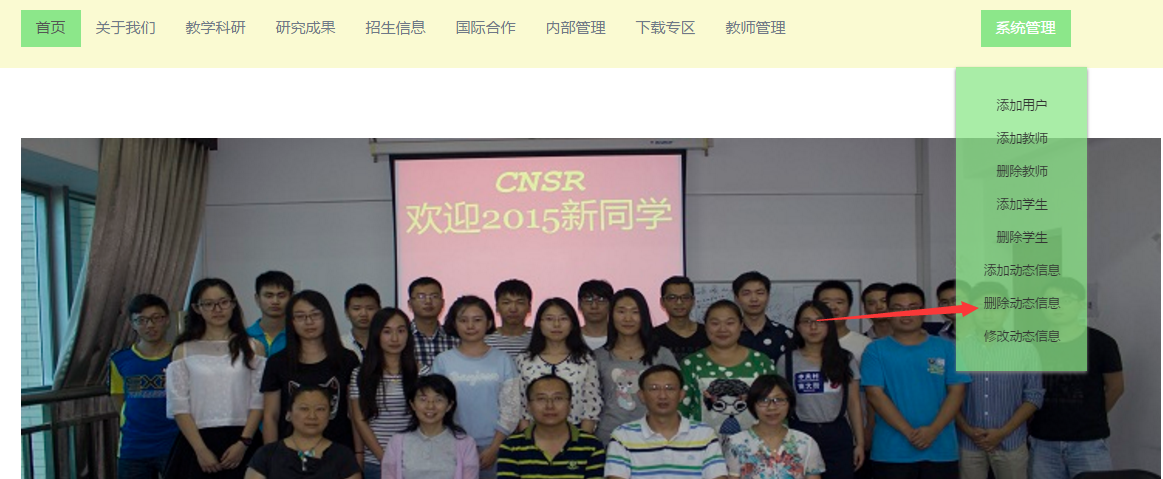 首页 关于我们 教学科研 研究成果 招生信息 国际合作 内部管理 下载专区 教师管理 系统管理
添加用户
添加教师
删除教师
添加学生
删除学生
添加动态信息
删除动态信息
修改动态信息
CNSR
欢迎2015新同学